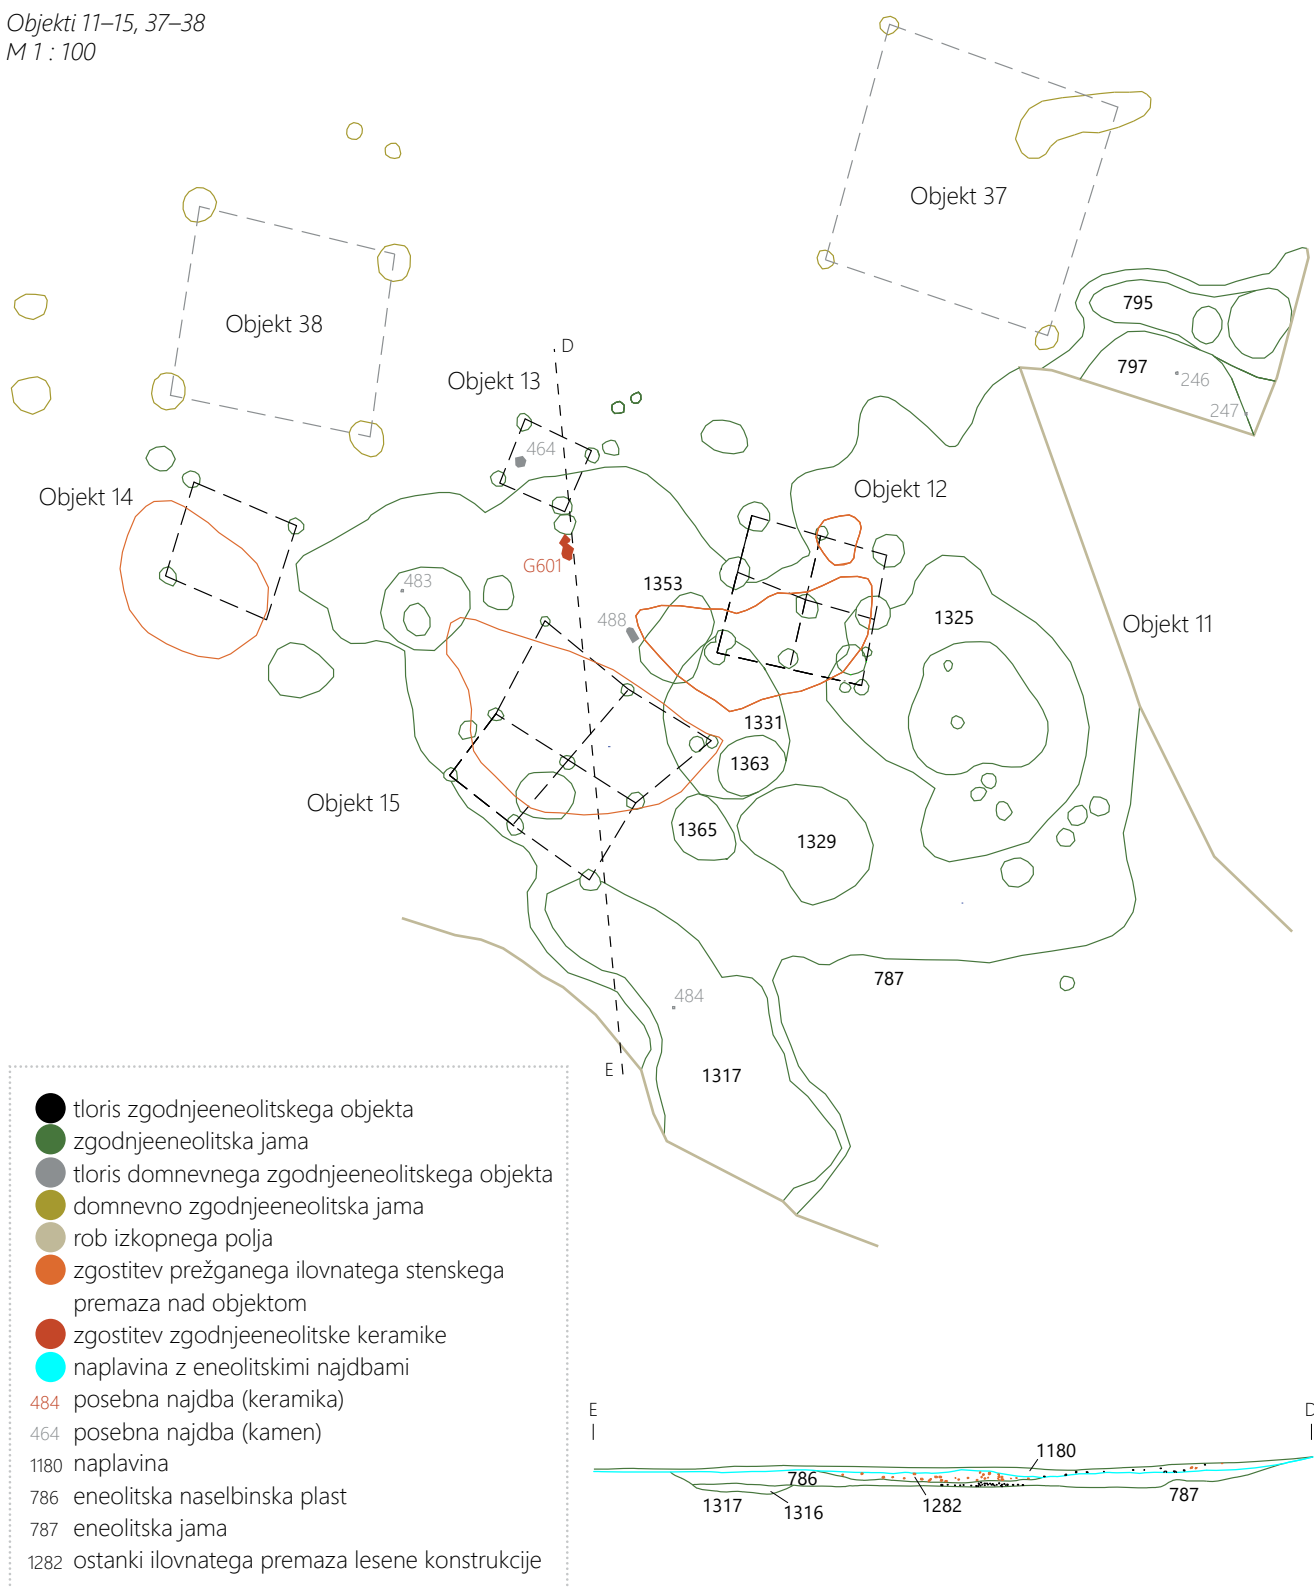 Objekti 11–15, 37–38
M 1 : 100
Objekt 37
Objekt 38
795
797
246
247
D
Objekt 13
464
Objekt 14
Objekt 12
G601
483
1353
488
1325
Objekt 11
1331
1363
Objekt 15
1365
1329
787
484
E
1317
tloris zgodnjeeneolitskega objekta
zgodnjeeneolitska jama
tloris domnevnega zgodnjeeneolitskega objekta
domnevno zgodnjeeneolitska jama
rob izkopnega polja
zgostitev prežganega ilovnatega stenskega
premaza nad objektom
zgostitev zgodnjeeneolitske keramike
naplavina z eneolitskimi najdbami
484 posebna najdba (keramika)
464 posebna najdba (kamen)
1180 naplavina
786 eneolitska naselbinska plast
787 eneolitska jama
1282 ostanki ilovnatega premaza lesene konstrukcije
E
D
1180
786
1317
1316
1282
787